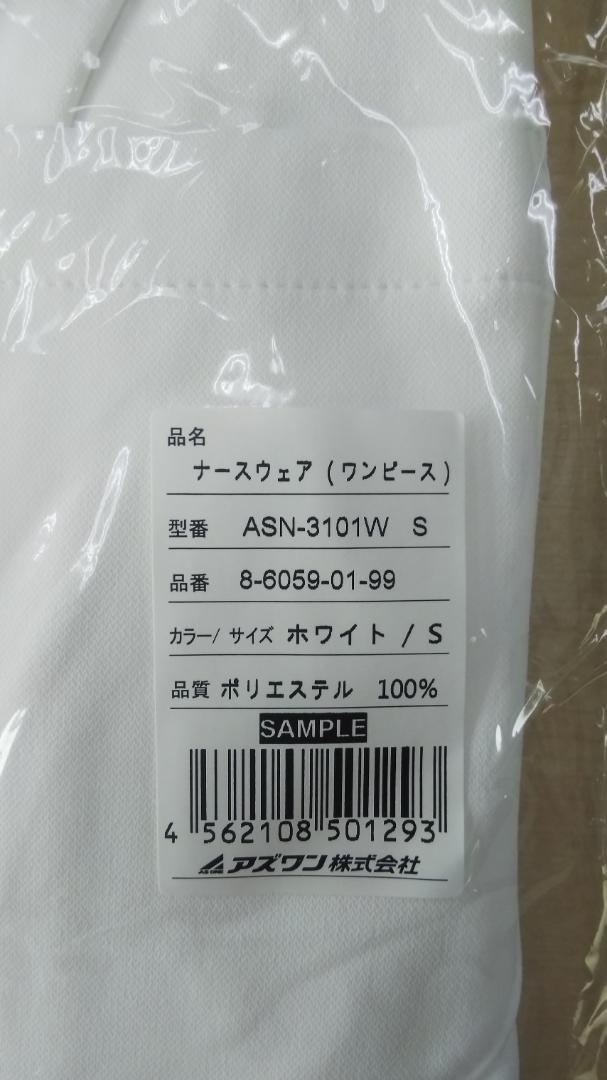 品名
ナースウェア (ワンピース)
型番 ASN-3101W S
品番 8-6059-01-99
カラー/ サイズ ホワイト / S
品質 ポリエステル 100%
SAMPLE
4 562108 501293
アズワン株式会社